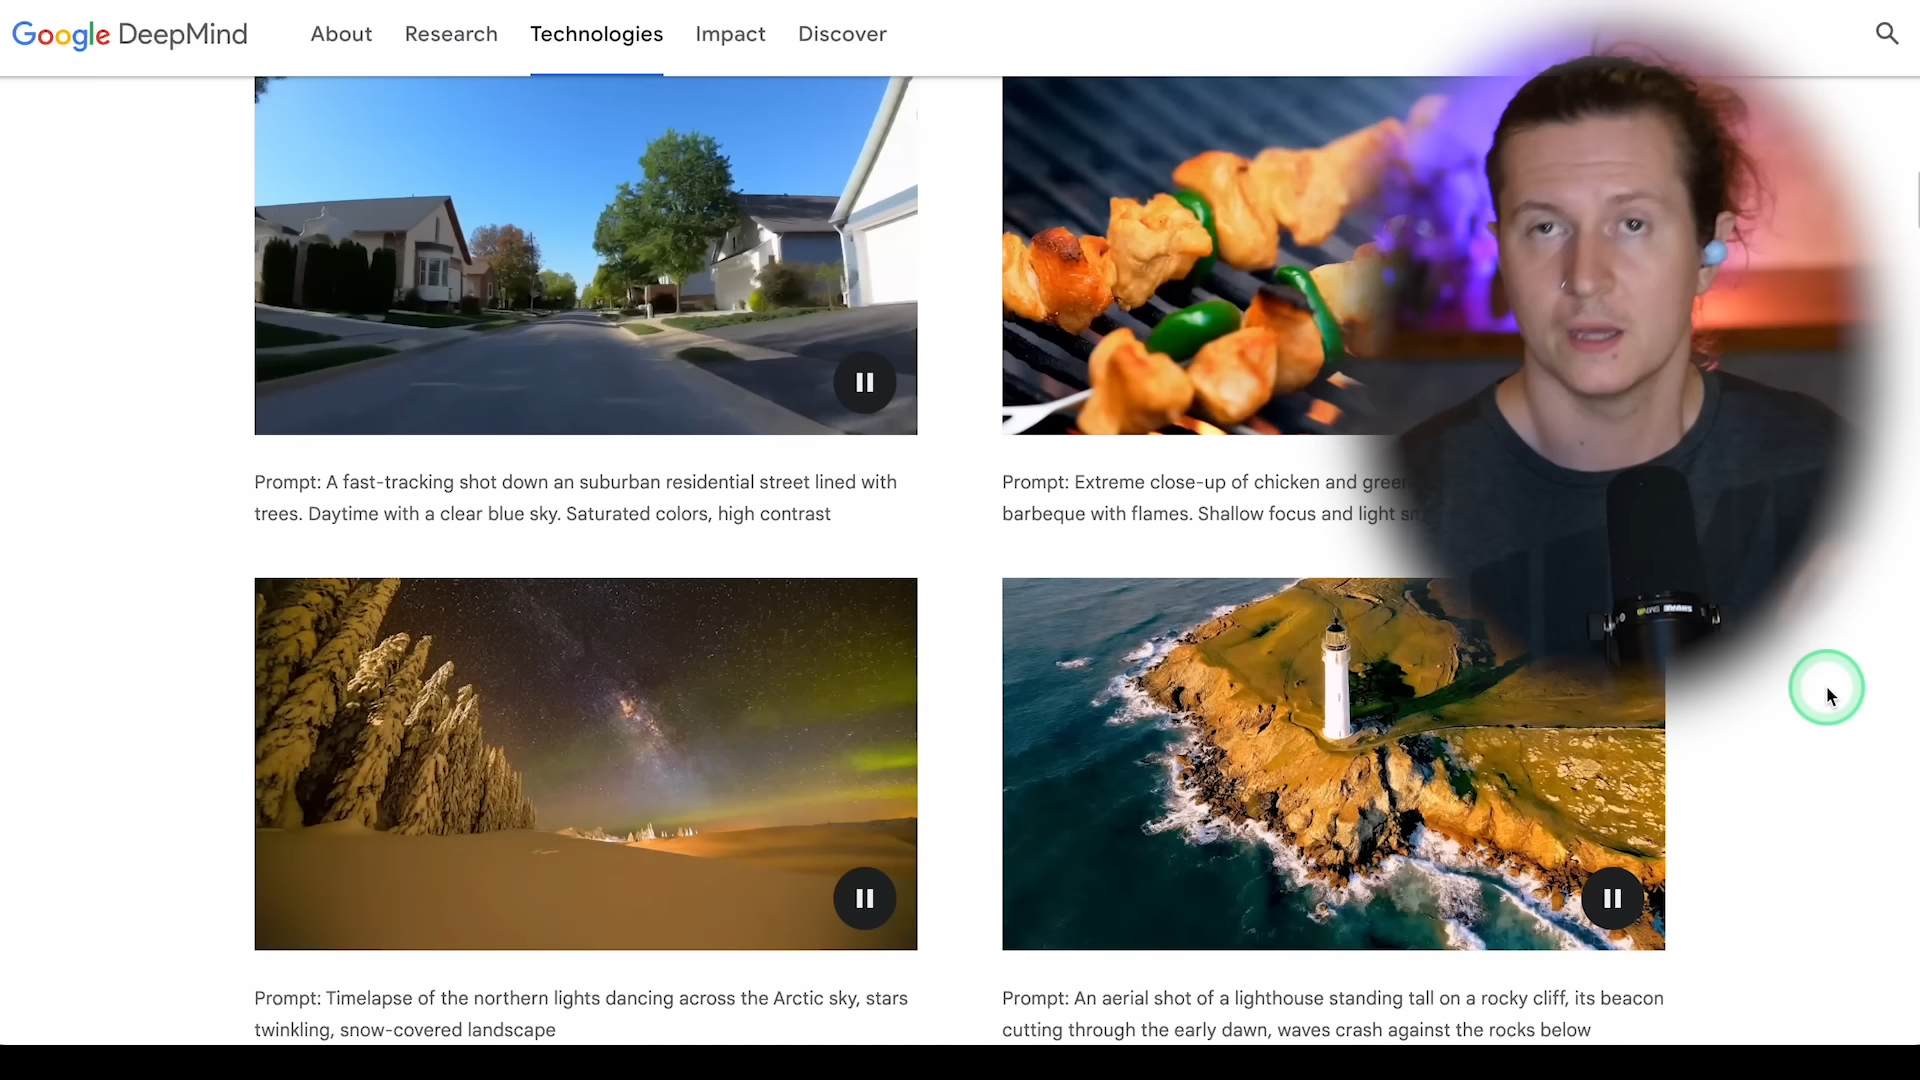 Google DeepMind About Research Technologies Impact Discover
Prompt: A fast-tracking shot down an suburban residential street lined with
trees. Daytime with a clear blue sky. Saturated colors, high contrast
Prompt: Extreme close-up of chicken and green
barbeque with flames. Shallow focus and light
Prompt: Timelapse of the northern lights dancing across the Arctic sky, stars
twinkling, snow-covered landscape
Prompt: An aerial shot of a lighthouse standing tall on a rocky cliff, its beacon
cutting through the early dawn, waves crash against the rocks below